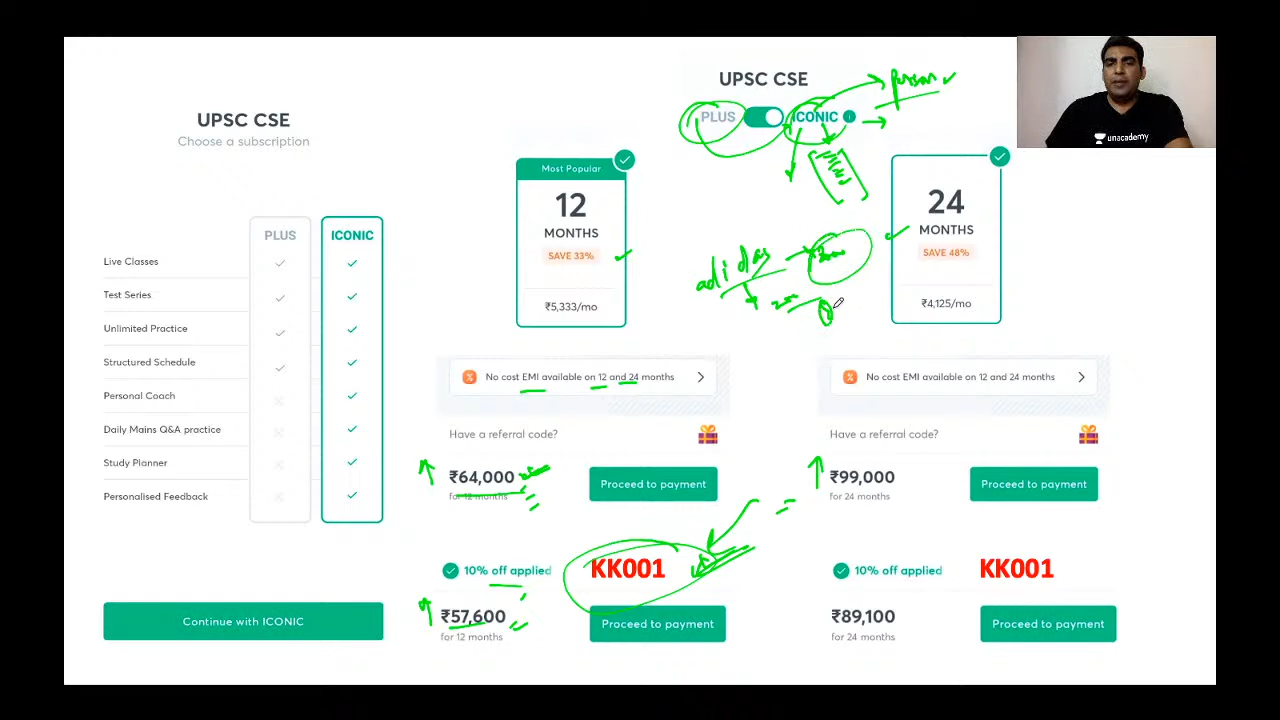 UPSC CSE
Choose a subscription
PLUS ICONIC
Live Classes
Test Series
Unlimited Practice
Structured Schedule
Personal Coach
Daily Mains Q&A practice
Study Planner
Personalised Feedback
Continue with ICONIC
UPSC CSE
PLUS ICONIC
person
Most Popular
12
MONTHS
SAVE 33%
₹5,333/mo
adidas
24
MONTHS
SAVE 48%
₹4,125/mo
No cost EMI available on 12 and 24 months
Have a referral code?
₹64,000
for 12 months
Proceed to payment
10% off applied
KK001
₹57,600
for 12 months
Proceed to payment
No cost EMI available on 12 and 24 months
Have a referral code?
₹99,000
for 24 months
Proceed to payment
10% off applied
KK001
₹89,100
for 24 months
Proceed to payment
unacademy